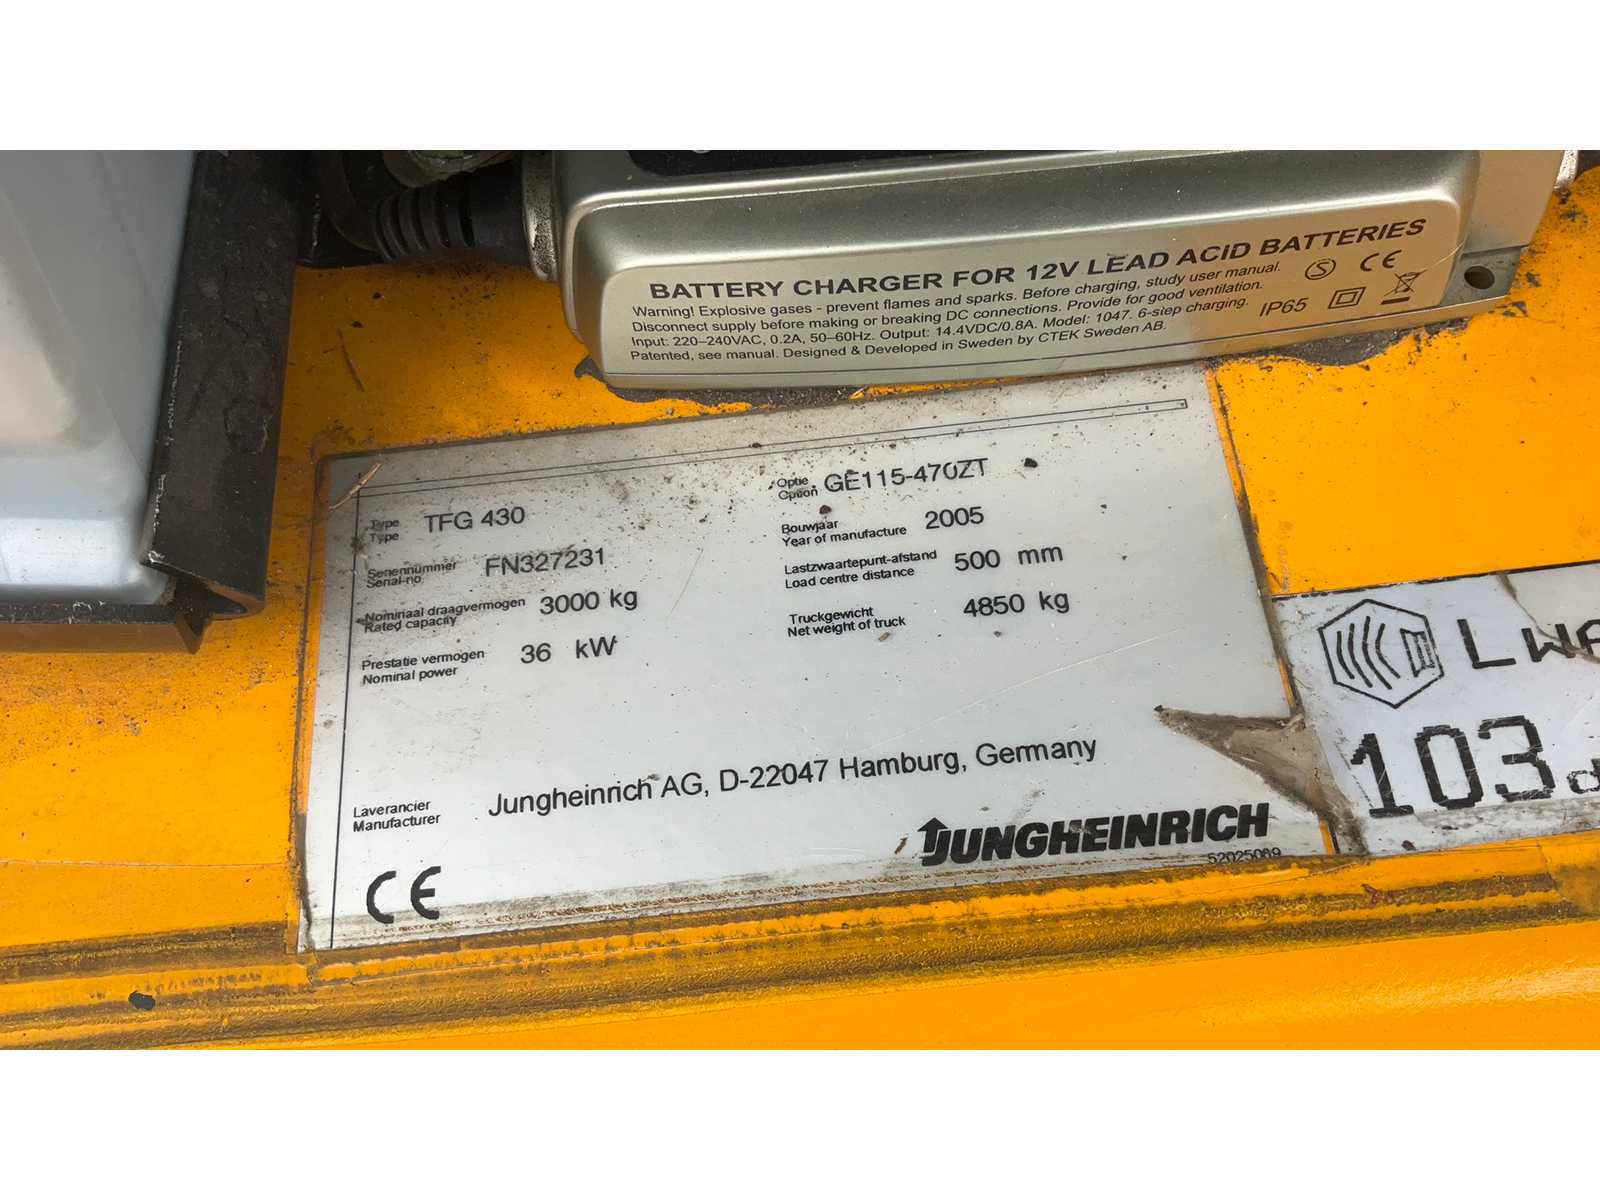 BATTERY CHARGER FOR 12V LEAD ACID BATTERIES
Warning! Explosive gases - prevent flames and sparks. Before charging, study user manual.
Disconnect supply before making or breaking DC connections. Provide for good ventilation.
Input: 220–240VAC, 0.2A, 50–60Hz. Output: 14.4VDC/0.8A. Model: 1047. 6-step charging.
Patented, see manual. Designed & Developed in Sweden by CTEK Sweden AB.
S CE
IP65
Type
Type TFG 430
Optie
Option GE115-470ZT
Seriennummer
Serial-no FN327231
Bouwjaar
Year of manufacture 2005
Nominaal draagvermogen
Rated capacity 3000 kg
Lastzwaartepunt-afstand
Load centre distance 500 mm
Prestatie vermogen
Nominal power 36 kW
Truckgewicht
Net weight of truck 4850 kg
Laverancier
Manufacturer Jungheinrich AG, D-22047 Hamburg, Germany
JUNGHEINRICH
52025069
CE
LWA
103d